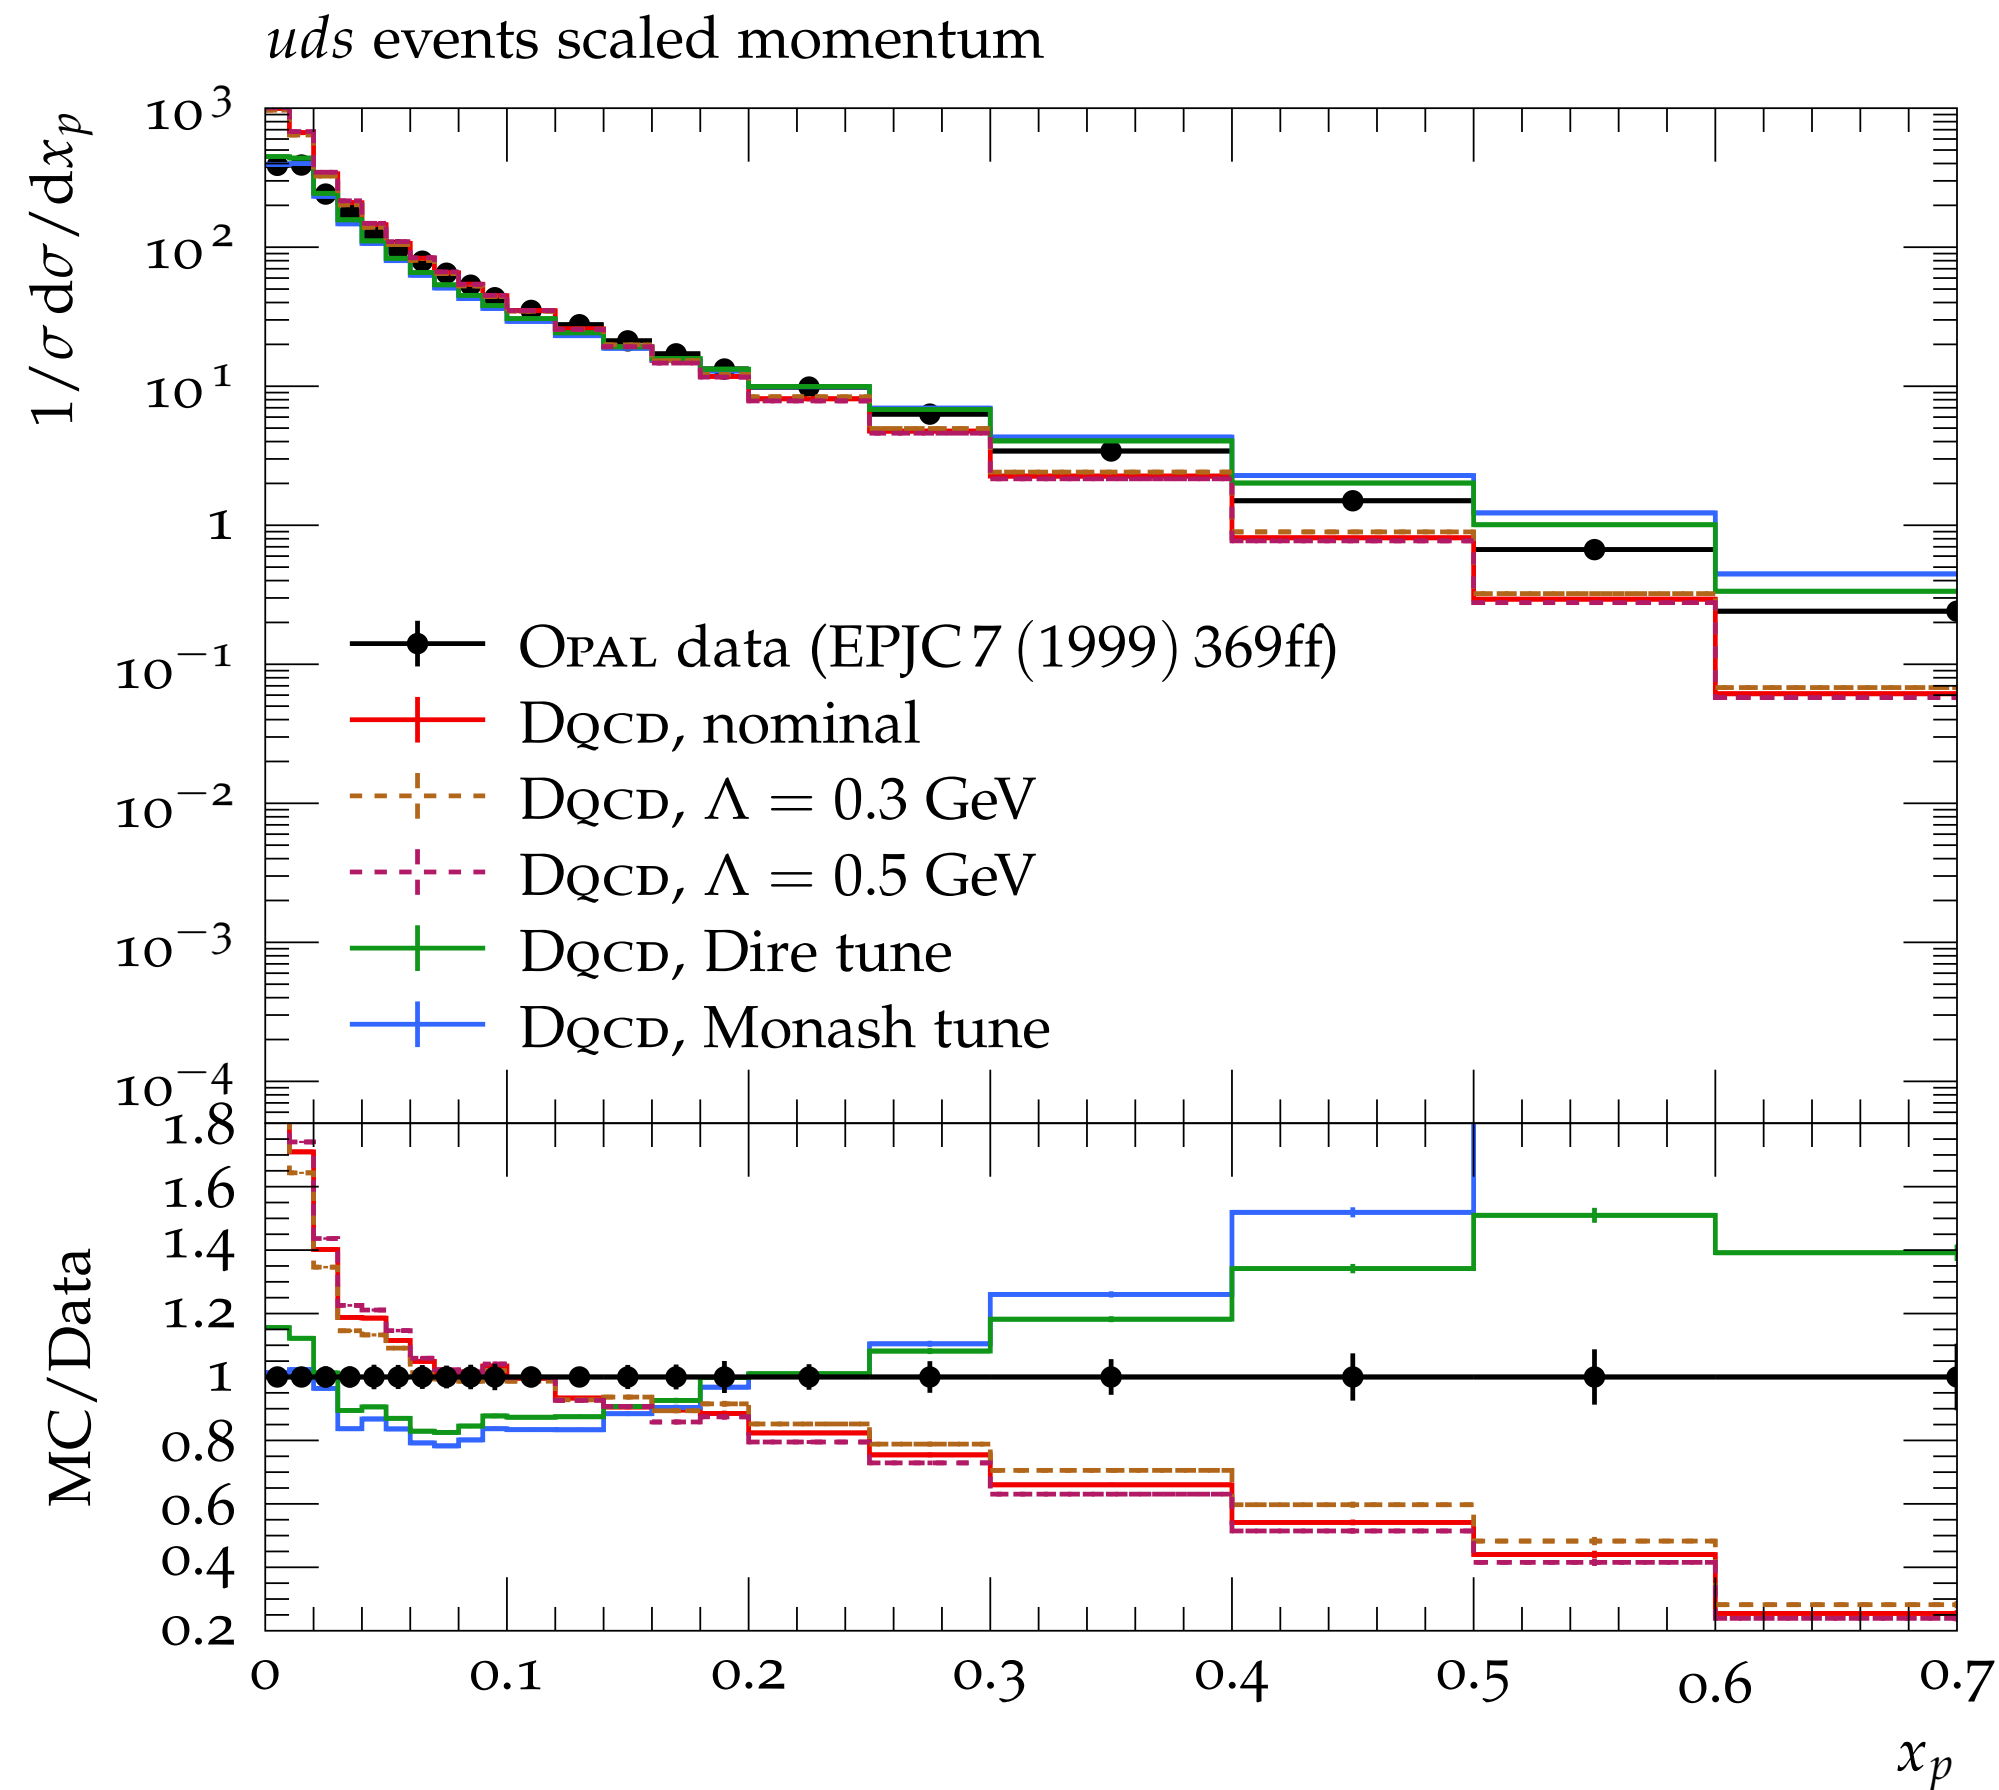 uds events scaled momentum
1/σ dσ/dx_p
10^3
10^2
10^1
1
10^−1
10^−2
10^−3
10^−4
OPAL data (EPJC 7 (1999) 369ff)
DQCD, nominal
DQCD, Λ = 0.3 GeV
DQCD, Λ = 0.5 GeV
DQCD, Dire tune
DQCD, Monash tune
MC/Data
1.8
1.6
1.4
1.2
1
0.8
0.6
0.4
0.2
0 0.1 0.2 0.3 0.4 0.5 0.6 0.7
x_p